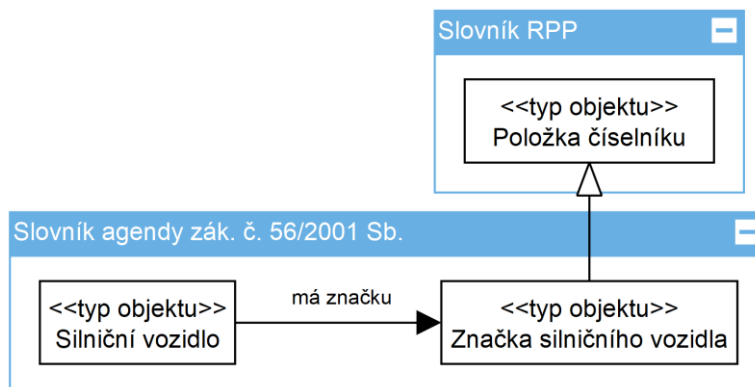 Slovník RPP
<<typ objektu>>
Položka číselníku
Slovník agendy zák. č. 56/2001 Sb.
<<typ objektu>>
Silniční vozidlo
má značku
<<typ objektu>>
Značka silničního vozidla